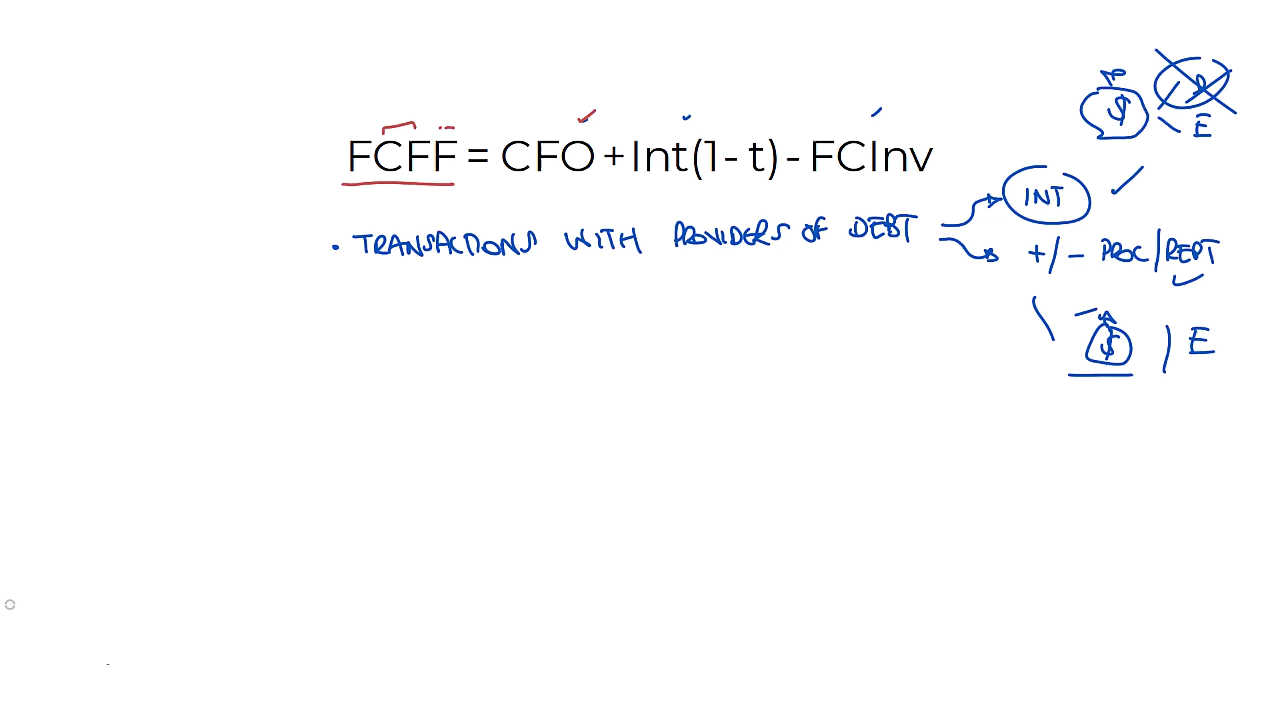 $ D
E
FCFF = CFO + Int(1 - t) - FCInv
INT
• TRANSACTIONS WITH PROVIDERS OF DEBT
+/- PROC/REPT
$ | E